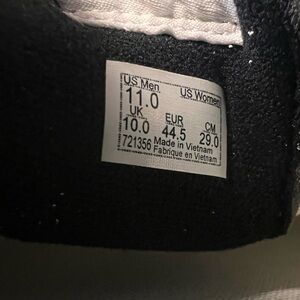 US Men US Women
11.0
UK EUR CM
10.0 44.5 29.0
721356 Made in Vietnam
Fabriqué en Vietnam